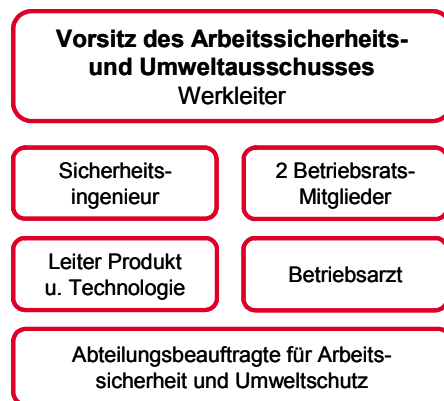 Vorsitz des Arbeitssicherheits-
und Umweltausschusses
Werkleiter
Sicherheits-
ingenieur
2 Betriebsrats-
Mitglieder
Leiter Produkt
u. Technologie
Betriebsarzt
Abteilungsbeauftragte für Arbeits-
sicherheit und Umweltschutz